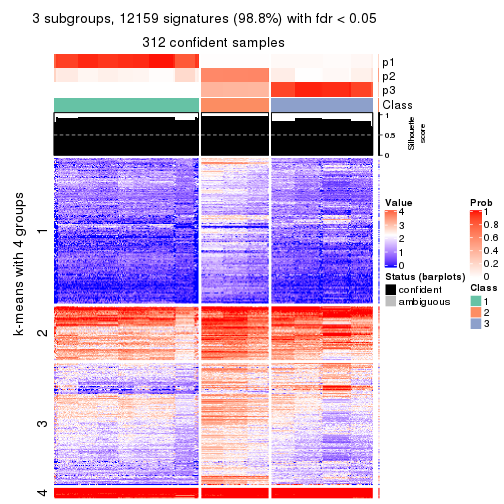 3 subgroups, 12159 signatures (98.8%) with fdr < 0.05
312 confident samples
p1
p2
p3
Class
1
0.5
0
Silhouette
score
k-means with 4 groups
1
2
3
4
Value
4
3
2
1
0
Status (barplots)
confident
ambiguous
Prob
1
0.8
0.6
0.4
0.2
0
Class
1
2
3